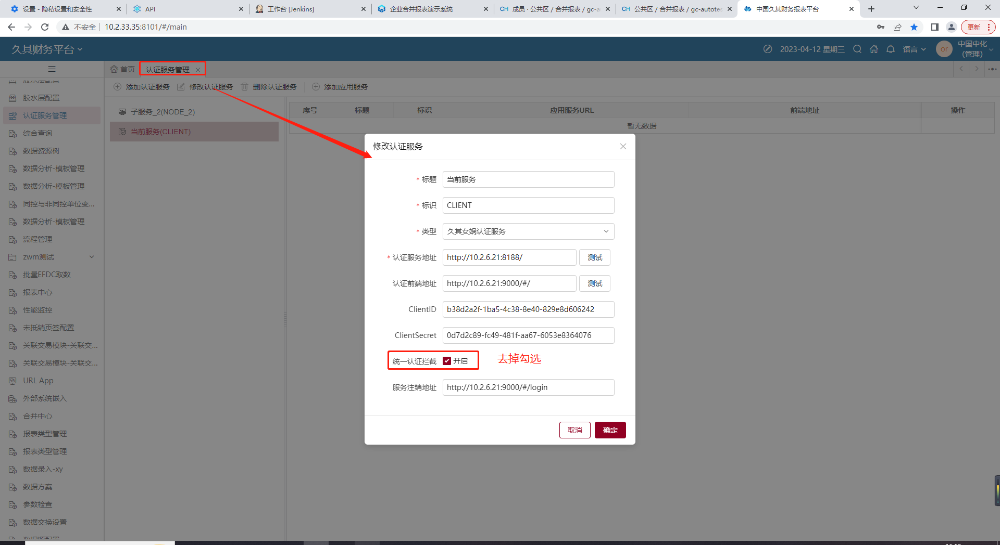 设置 - 隐私设置和安全性
API
工作台 [Jenkins]
企业合并报表演示系统
CH 成员 · 公共区 / 合并报表 / gc-a
CH 公共区 / 合并报表 / gc-autotes
中国久其财务报表平台
不安全
10.2.33.35:8101/#/main
更新
久其财务平台
2023-04-12 星期三
语言
or
中国中化
(管理)
首页
认证服务管理
添加认证服务
修改认证服务
删除认证服务
添加应用服务
胶水层配置
胶水层配置
认证服务管理
综合查询
数据资源树
数据分析-模板管理
数据分析-模板管理
同控与非同控单位变...
数据分析-模板管理
流程管理
zwm测试
批量EFDC取数
报表中心
性能监控
未抵销页签配置
关联交易模块-关联交...
关联交易模块-关联交...
URL App
外部系统嵌入
合并中心
报表类型管理
报表类型管理
数据录入-xy
数据方案
参数检查
数据交换设置
数据源配置
子服务_2(NODE_2)
当前服务(CLIENT)
序号
标题
标识
应用服务URL
前端地址
操作
暂无数据
修改认证服务
* 标题
当前服务
* 标识
CLIENT
* 类型
久其女娲认证服务
* 认证服务地址
http://10.2.6.21:8188/
测试
认证前端地址
http://10.2.6.21:9000/#/
测试
ClientID
b38d2a2f-1ba5-4c38-8e40-829e8d606242
ClientSecret
0d7d2c89-fc49-481f-aa67-6053e8364076
统一认证拦截
开启
去掉勾选
服务注销地址
http://10.2.6.21:9000/#/login
取消
确定